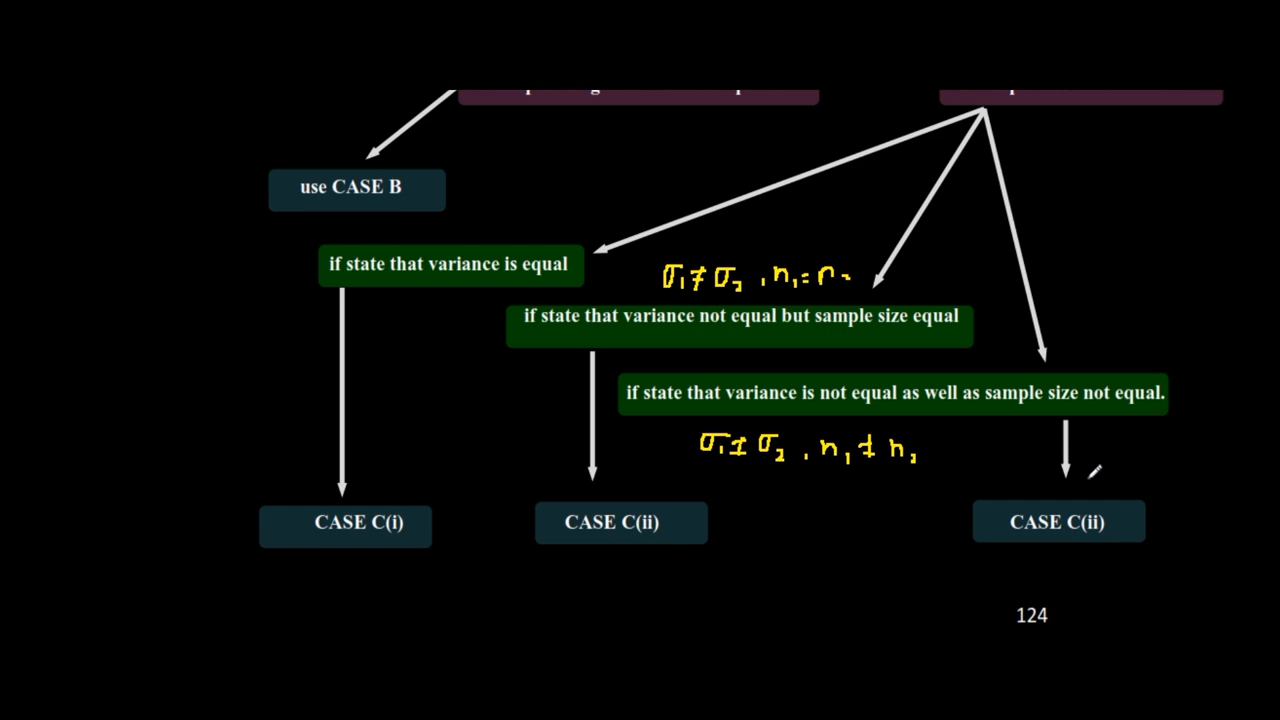 use CASE B
if state that variance is equal
σ₁ ≠ σ₂ , n₁ = n₂
if state that variance not equal but sample size equal
if state that variance is not equal as well as sample size not equal.
σ₁ ≠ σ₂ , n₁ ≠ n₂
CASE C(i)
CASE C(ii)
CASE C(ii)
124